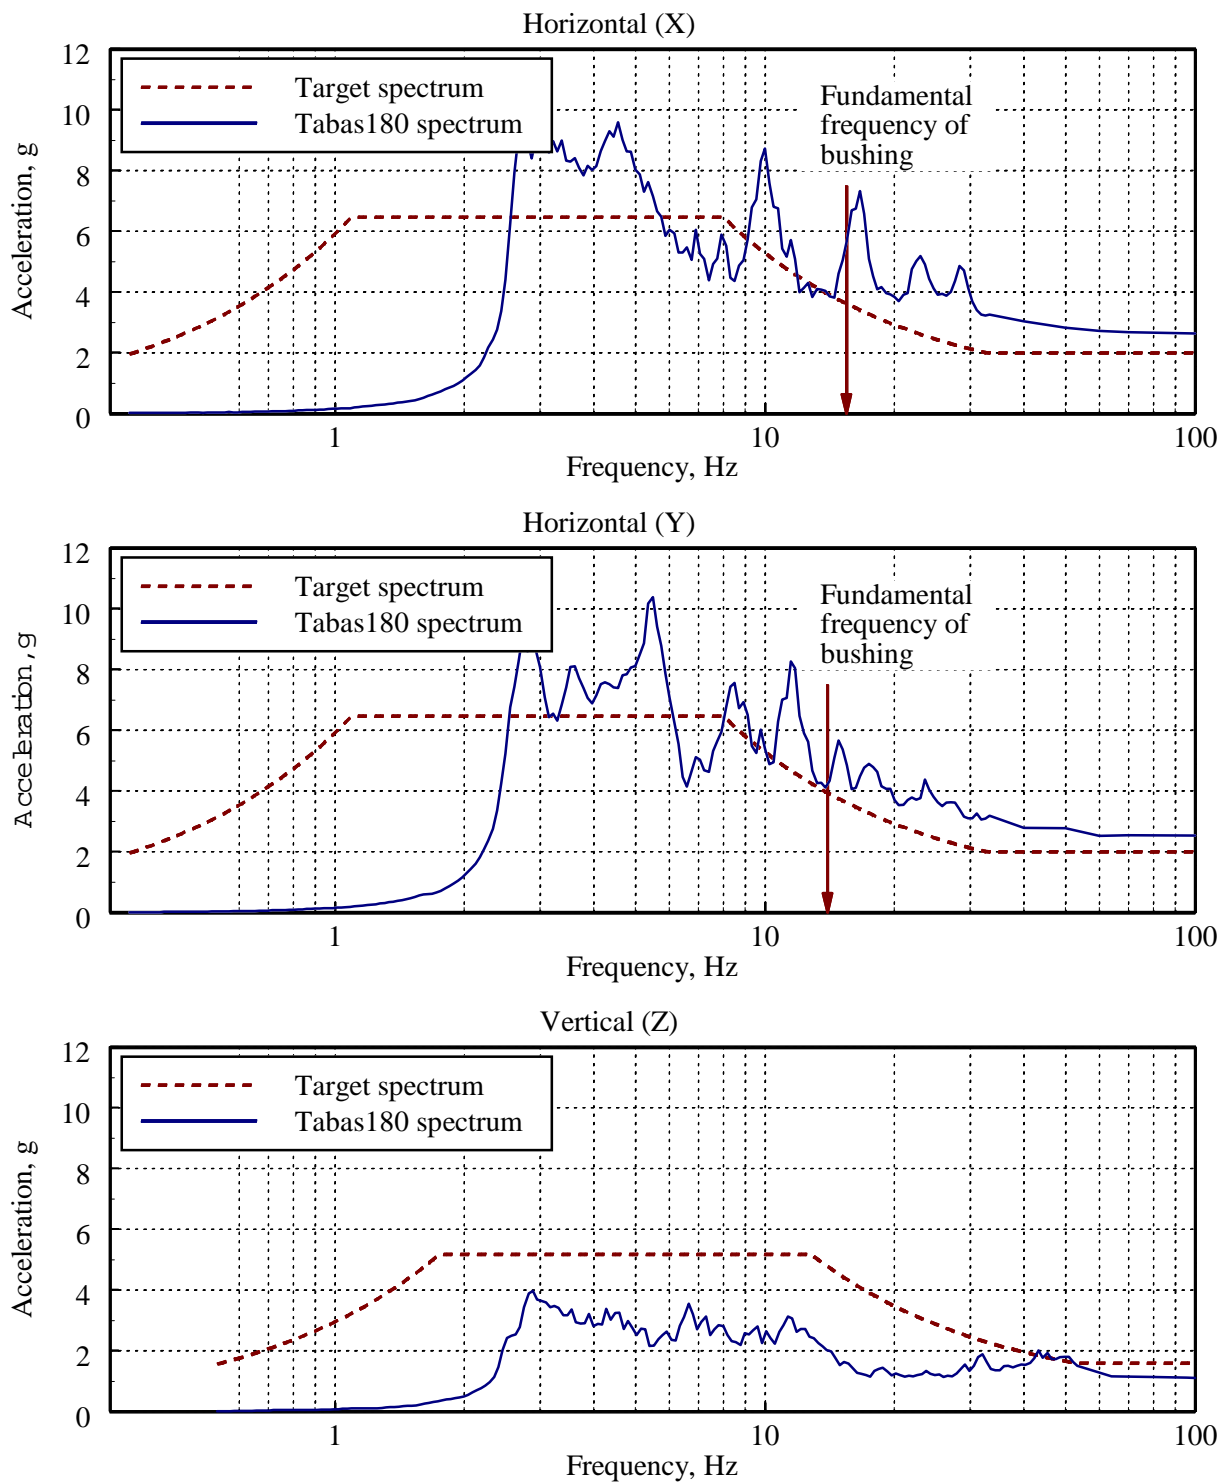 Horizontal (X)
12
10
8
6
4
2
0
Acceleration, g
Target spectrum
Tabas180 spectrum
Fundamental
frequency of
bushing
1
10
100
Frequency, Hz
Horizontal (Y)
12
10
8
6
4
2
0
Acceleration, g
Target spectrum
Tabas180 spectrum
Fundamental
frequency of
bushing
1
10
100
Frequency, Hz
Vertical (Z)
12
10
8
6
4
2
0
Acceleration, g
Target spectrum
Tabas180 spectrum
1
10
100
Frequency, Hz